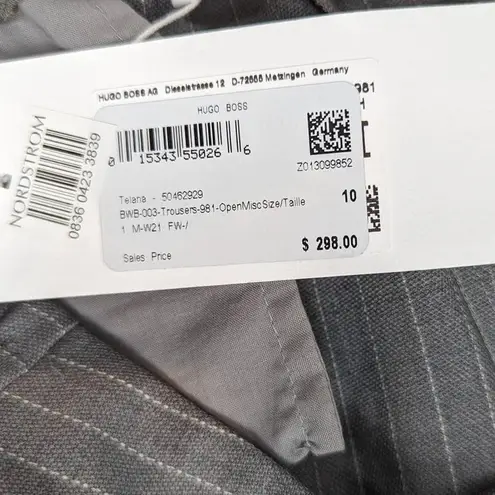 HUGO BOSS AG Dieselstrasse 12 D-72555 Metzingen Germany
HUGO BOSS
981
0 15343 55026 6
Z013099852
NORDSTROM
0836 0423 3839
Telana - 50462929
BWB-003-Trousers-981-OpenMiscSize/Taille 10
1 M-W21 FW-/
Sales Price $ 298.00